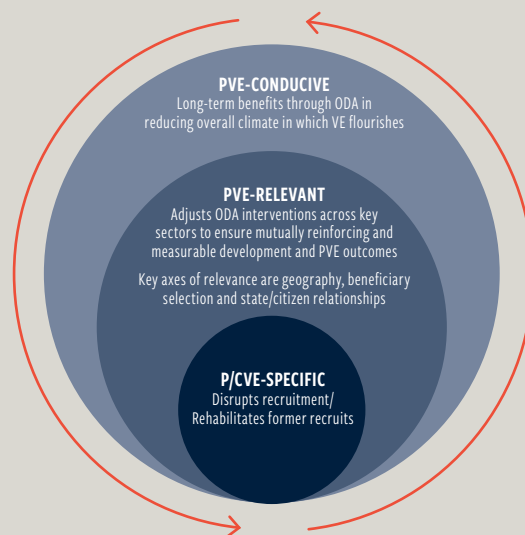 PVE-CONDUCIVE
Long-term benefits through ODA in
reducing overall climate in which VE flourishes
PVE-RELEVANT
Adjusts ODA interventions across key
sectors to ensure mutually reinforcing and
measurable development and PVE outcomes
Key axes of relevance are geography, beneficiary
selection and state/citizen relationships
P/CVE-SPECIFIC
Disrupts recruitment/
Rehabilitates former recruits